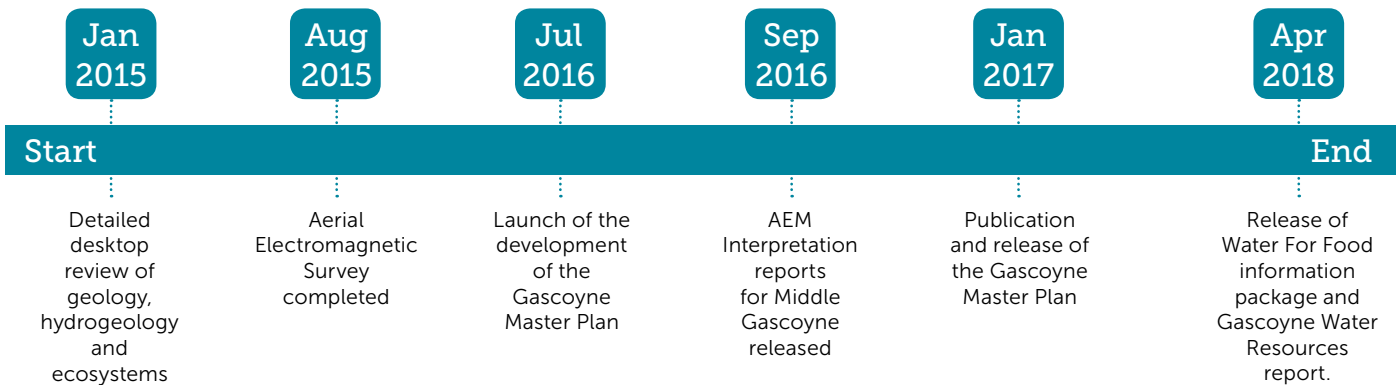 Jan
2015
Aug
2015
Jul
2016
Sep
2016
Jan
2017
Apr
2018
Start
End
Detailed
desktop
review of
geology,
hydrogeology
and
ecosystems
Aerial
Electromagnetic
Survey
completed
Launch of the
development
of the
Gascoyne
Master Plan
AEM
Interpretation
reports
for Middle
Gascoyne
released
Publication
and release of
the Gascoyne
Master Plan
Release of
Water For Food
information
package and
Gascoyne Water
Resources
report.